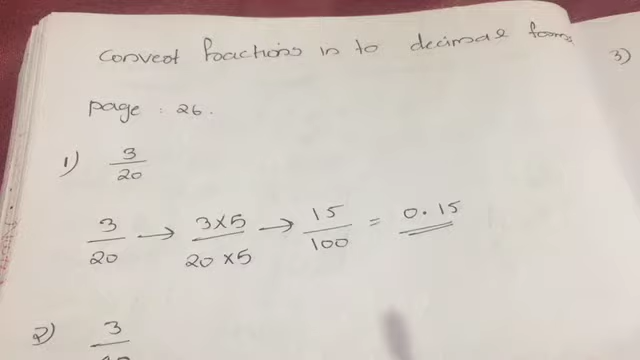 Convert fractions in to decimal form
page : 26.
3)
1) 3/20
3/20 → 3×5/20×5 → 15/100 = 0.15
2) 3/